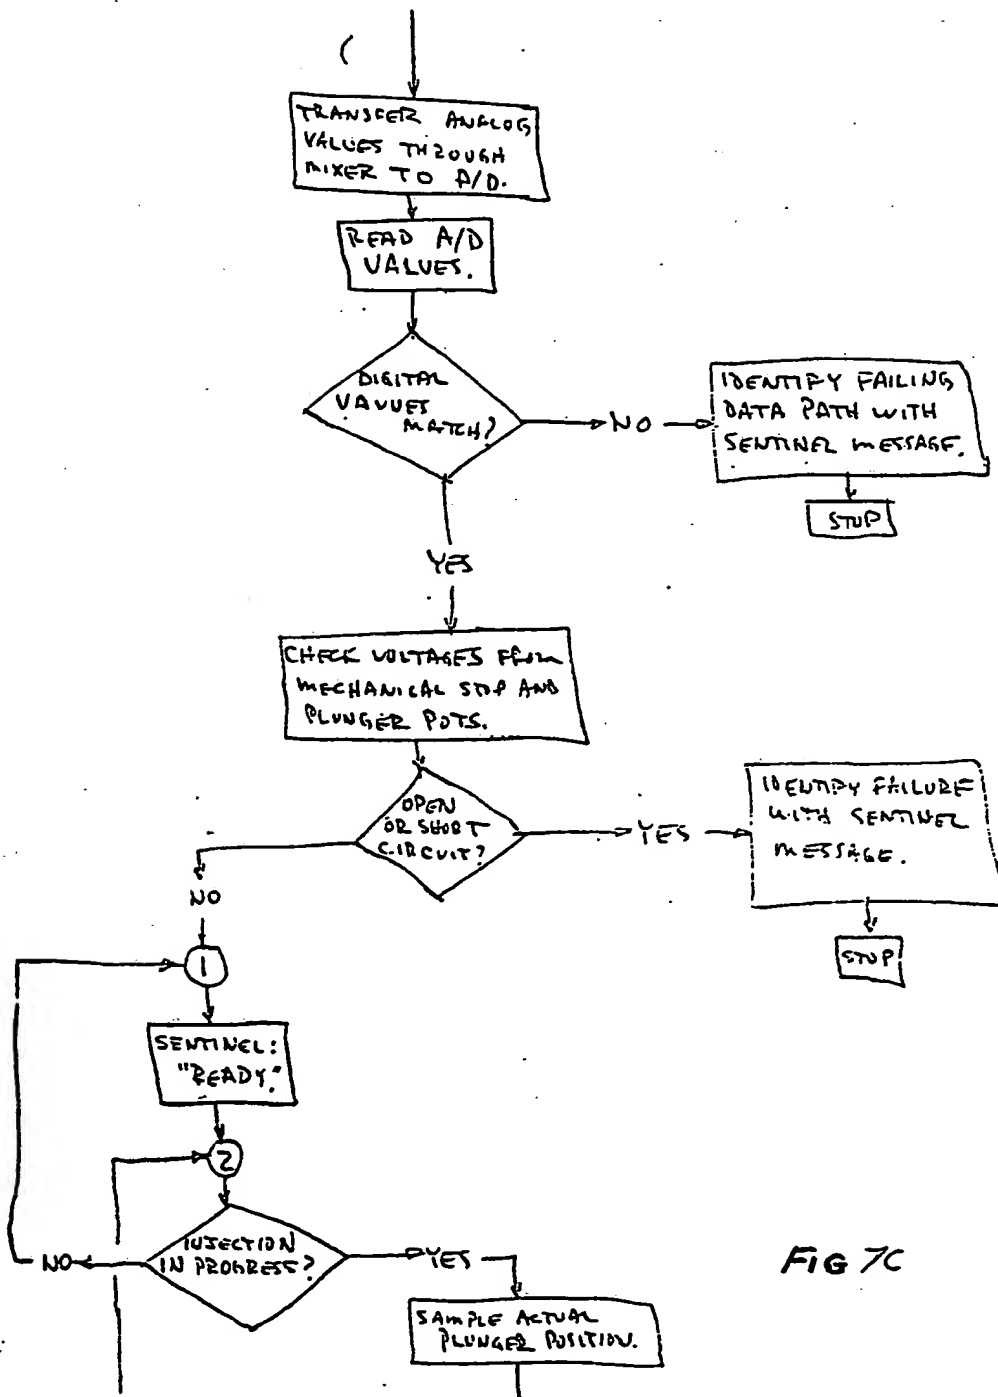 TRANSFER ANALOG
VALUES THROUGH
MIXER TO A/D.
READ A/D
VALUES.
DIGITAL
VAVUES
MATCH?
NO
IDENTIFY FAILING
DATA PATH WITH
SENTINEL MESSAGE.
STOP
YES
CHECK VOLTAGES FROM
MECHANICAL STOP AND
PLUNGER POTS.
OPEN
OR SHORT
CIRCUIT?
YES
IDENTIFY FAILURE
WITH SENTINEL
MESSAGE.
STOP
NO
1
SENTINEL:
"READY."
2
INJECTION
IN PROGRESS?
NO
YES
SAMPLE ACTUAL
PLUNGER POSITION.
FIG 7C